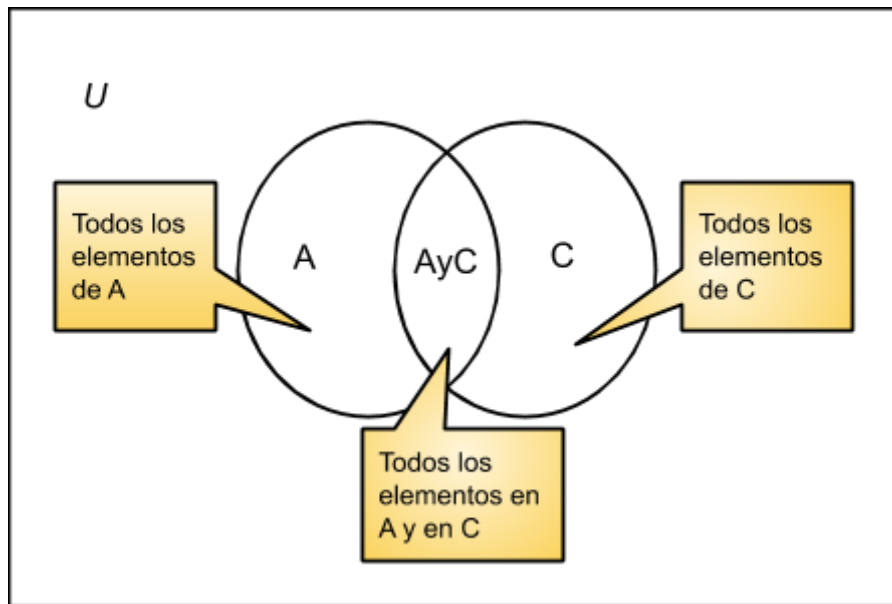 U
Todos los
elementos
de A
A
AyC
C
Todos los
elementos
de C
Todos los
elementos en
A y en C